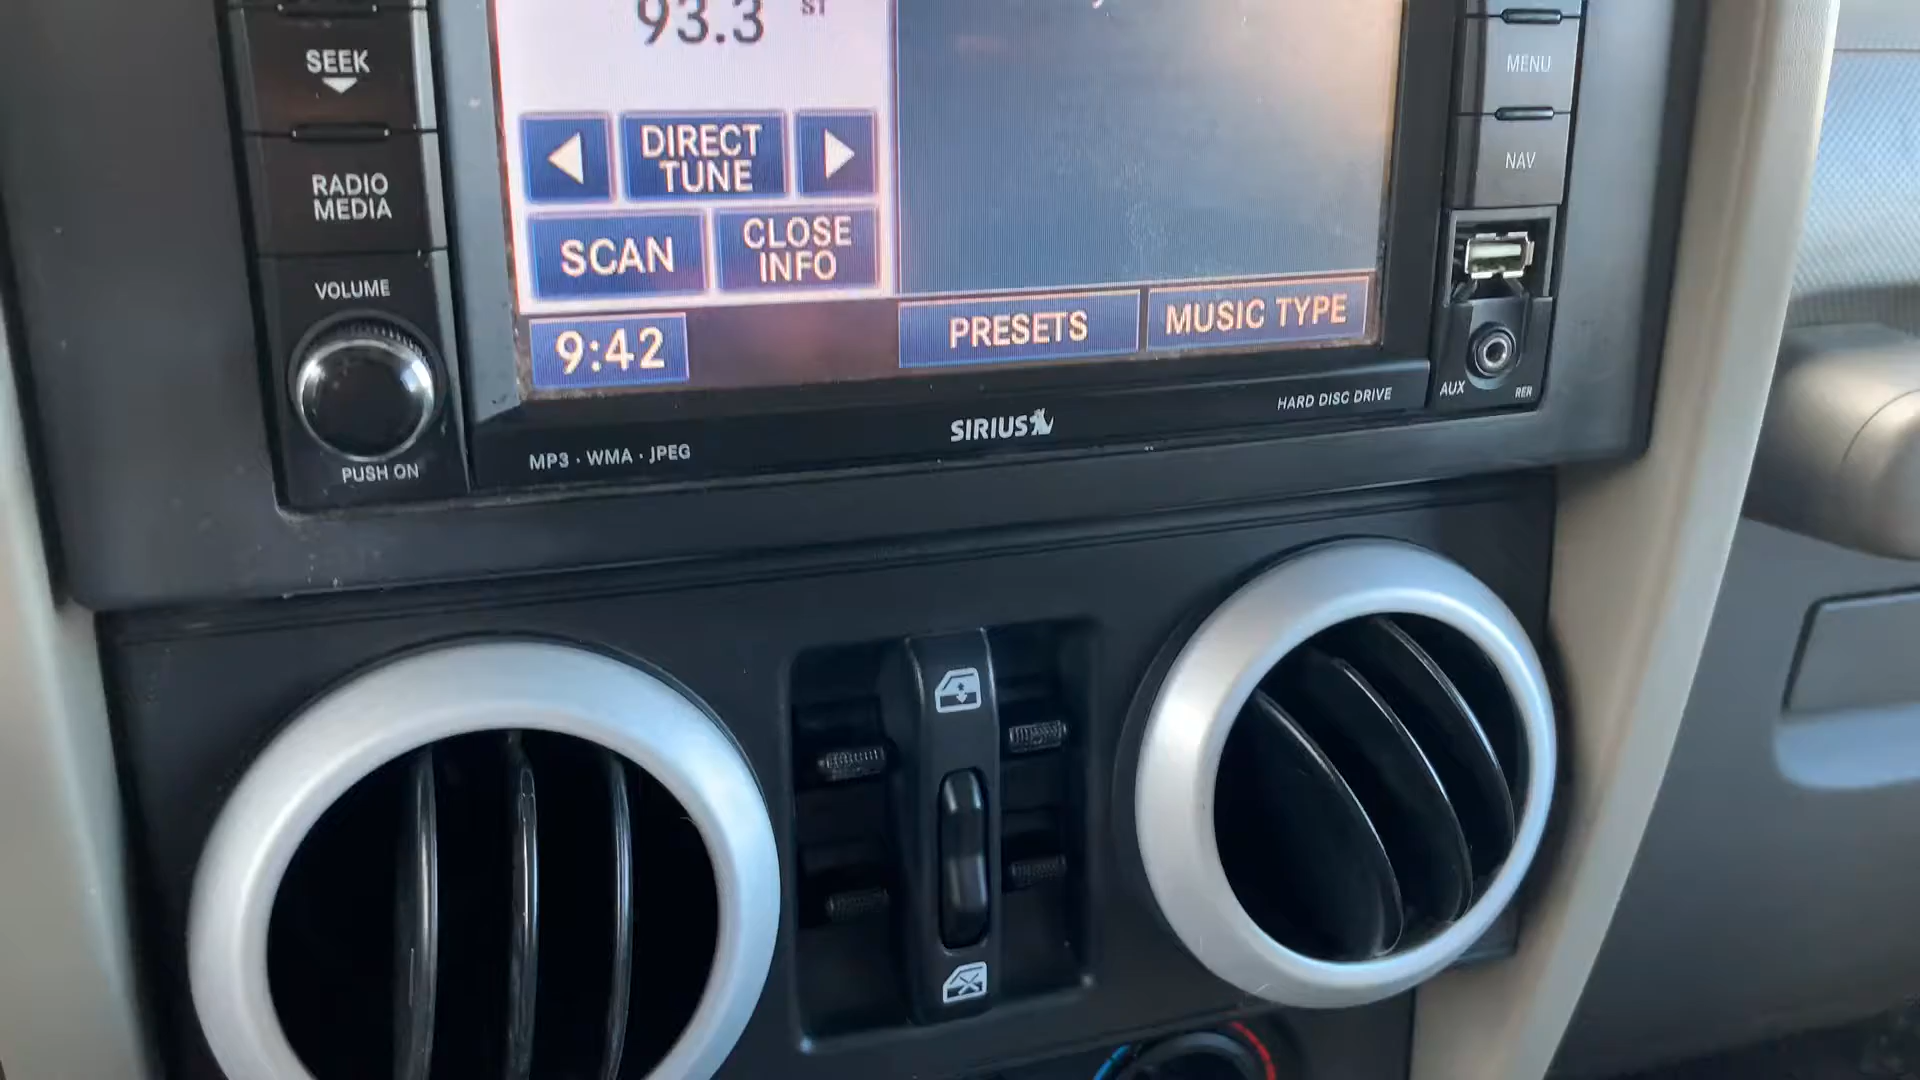 93.3
ST
SEEK
MENU
DIRECT
TUNE
NAV
RADIO
MEDIA
SCAN
CLOSE
INFO
VOLUME
9:42
PRESETS
MUSIC TYPE
AUX
RER
HARD DISC DRIVE
SIRIUS
MP3 · WMA · JPEG
PUSH ON